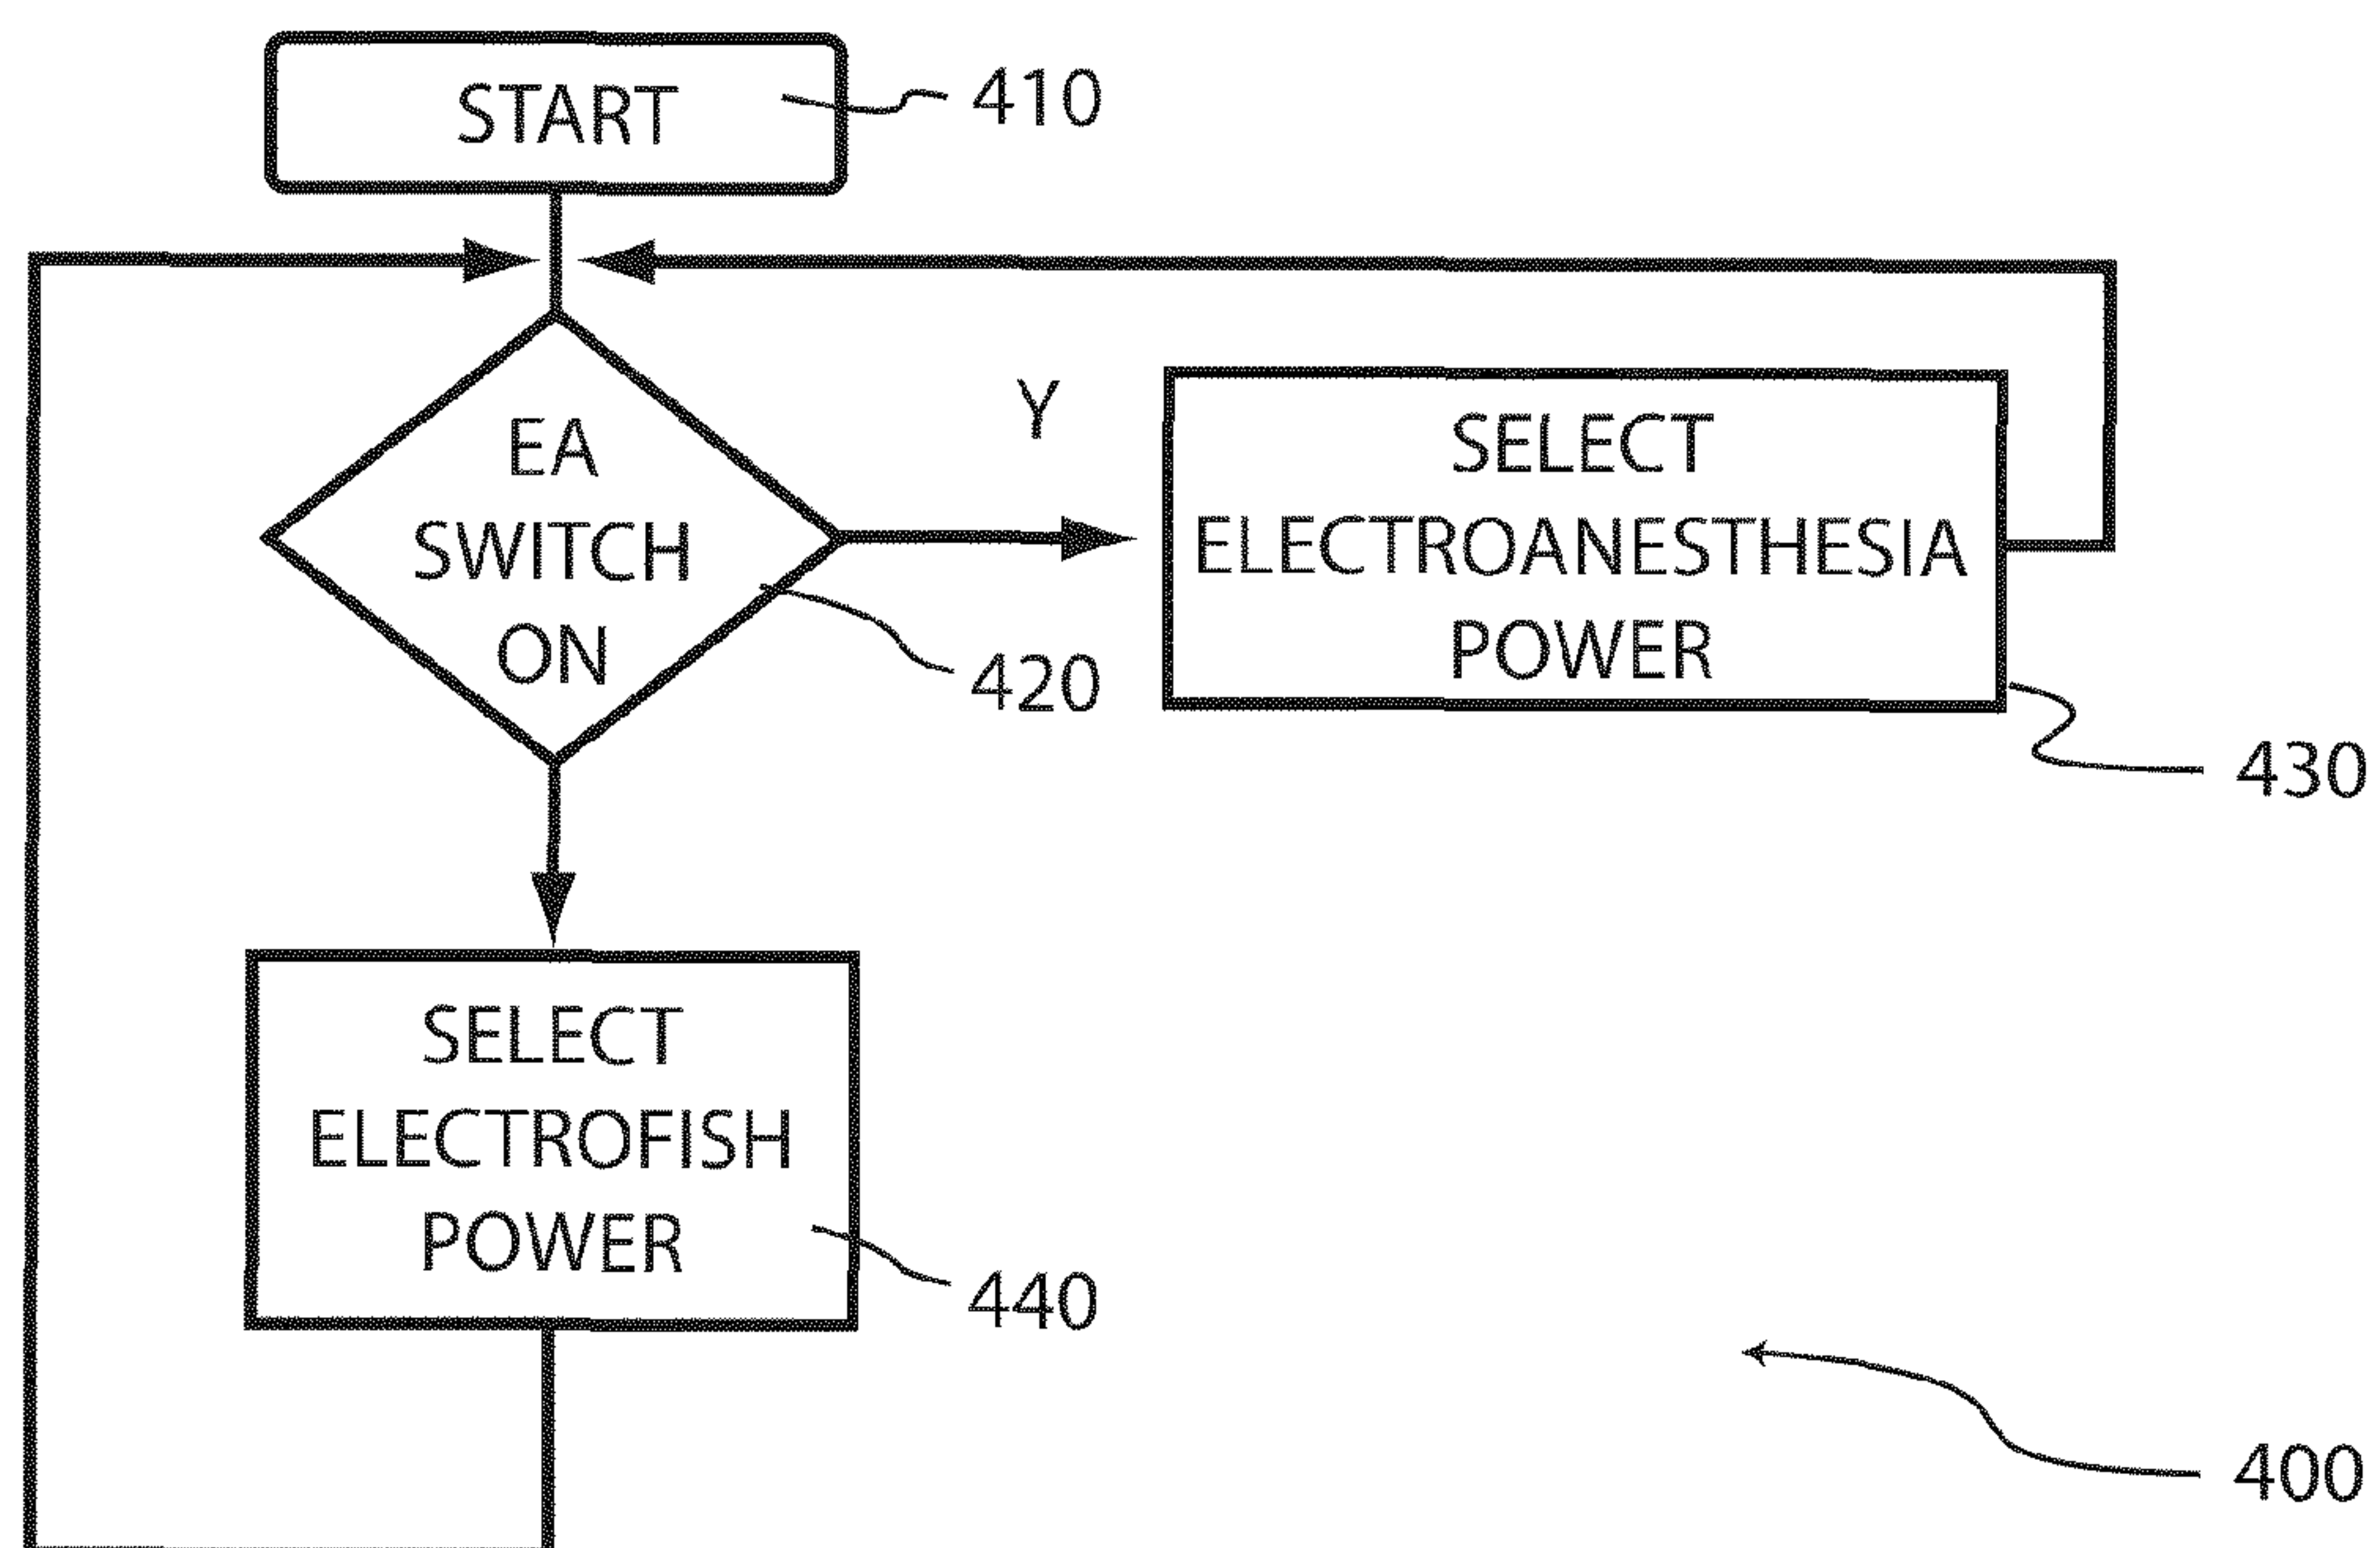 START
410
EA
SWITCH
ON
420
Y
SELECT
ELECTROANESTHESIA
POWER
430
SELECT
ELECTROFISH
POWER
440
400